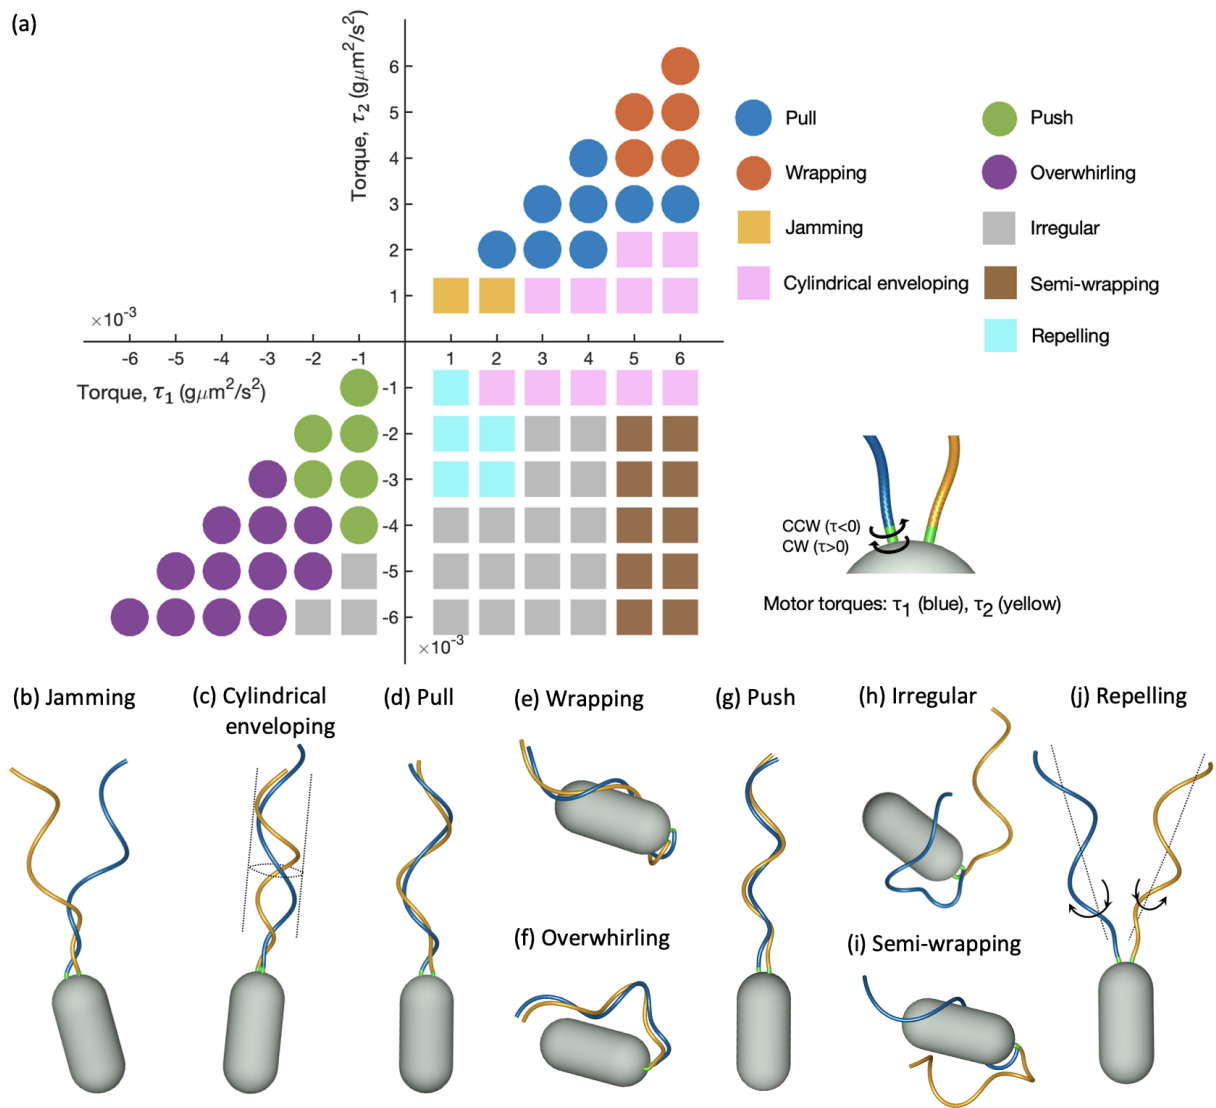 (a)
Torque, τ₂ (gμm²/s²)
6
5
4
3
2
1
Pull
Push
Wrapping
Overwhirling
Jamming
Irregular
Cylindrical enveloping
Semi-wrapping
Repelling
×10⁻³
-6 -5 -4 -3 -2 -1
1 2 3 4 5 6
Torque, τ₁ (gμm²/s²)
-1
-2
-3
-4
-5
-6
×10⁻³
CCW (τ<0)
CW (τ>0)
Motor torques: τ₁ (blue), τ₂ (yellow)
(b) Jamming
(c) Cylindrical
enveloping
(d) Pull
(e) Wrapping
(f) Overwhirling
(g) Push
(h) Irregular
(i) Semi-wrapping
(j) Repelling